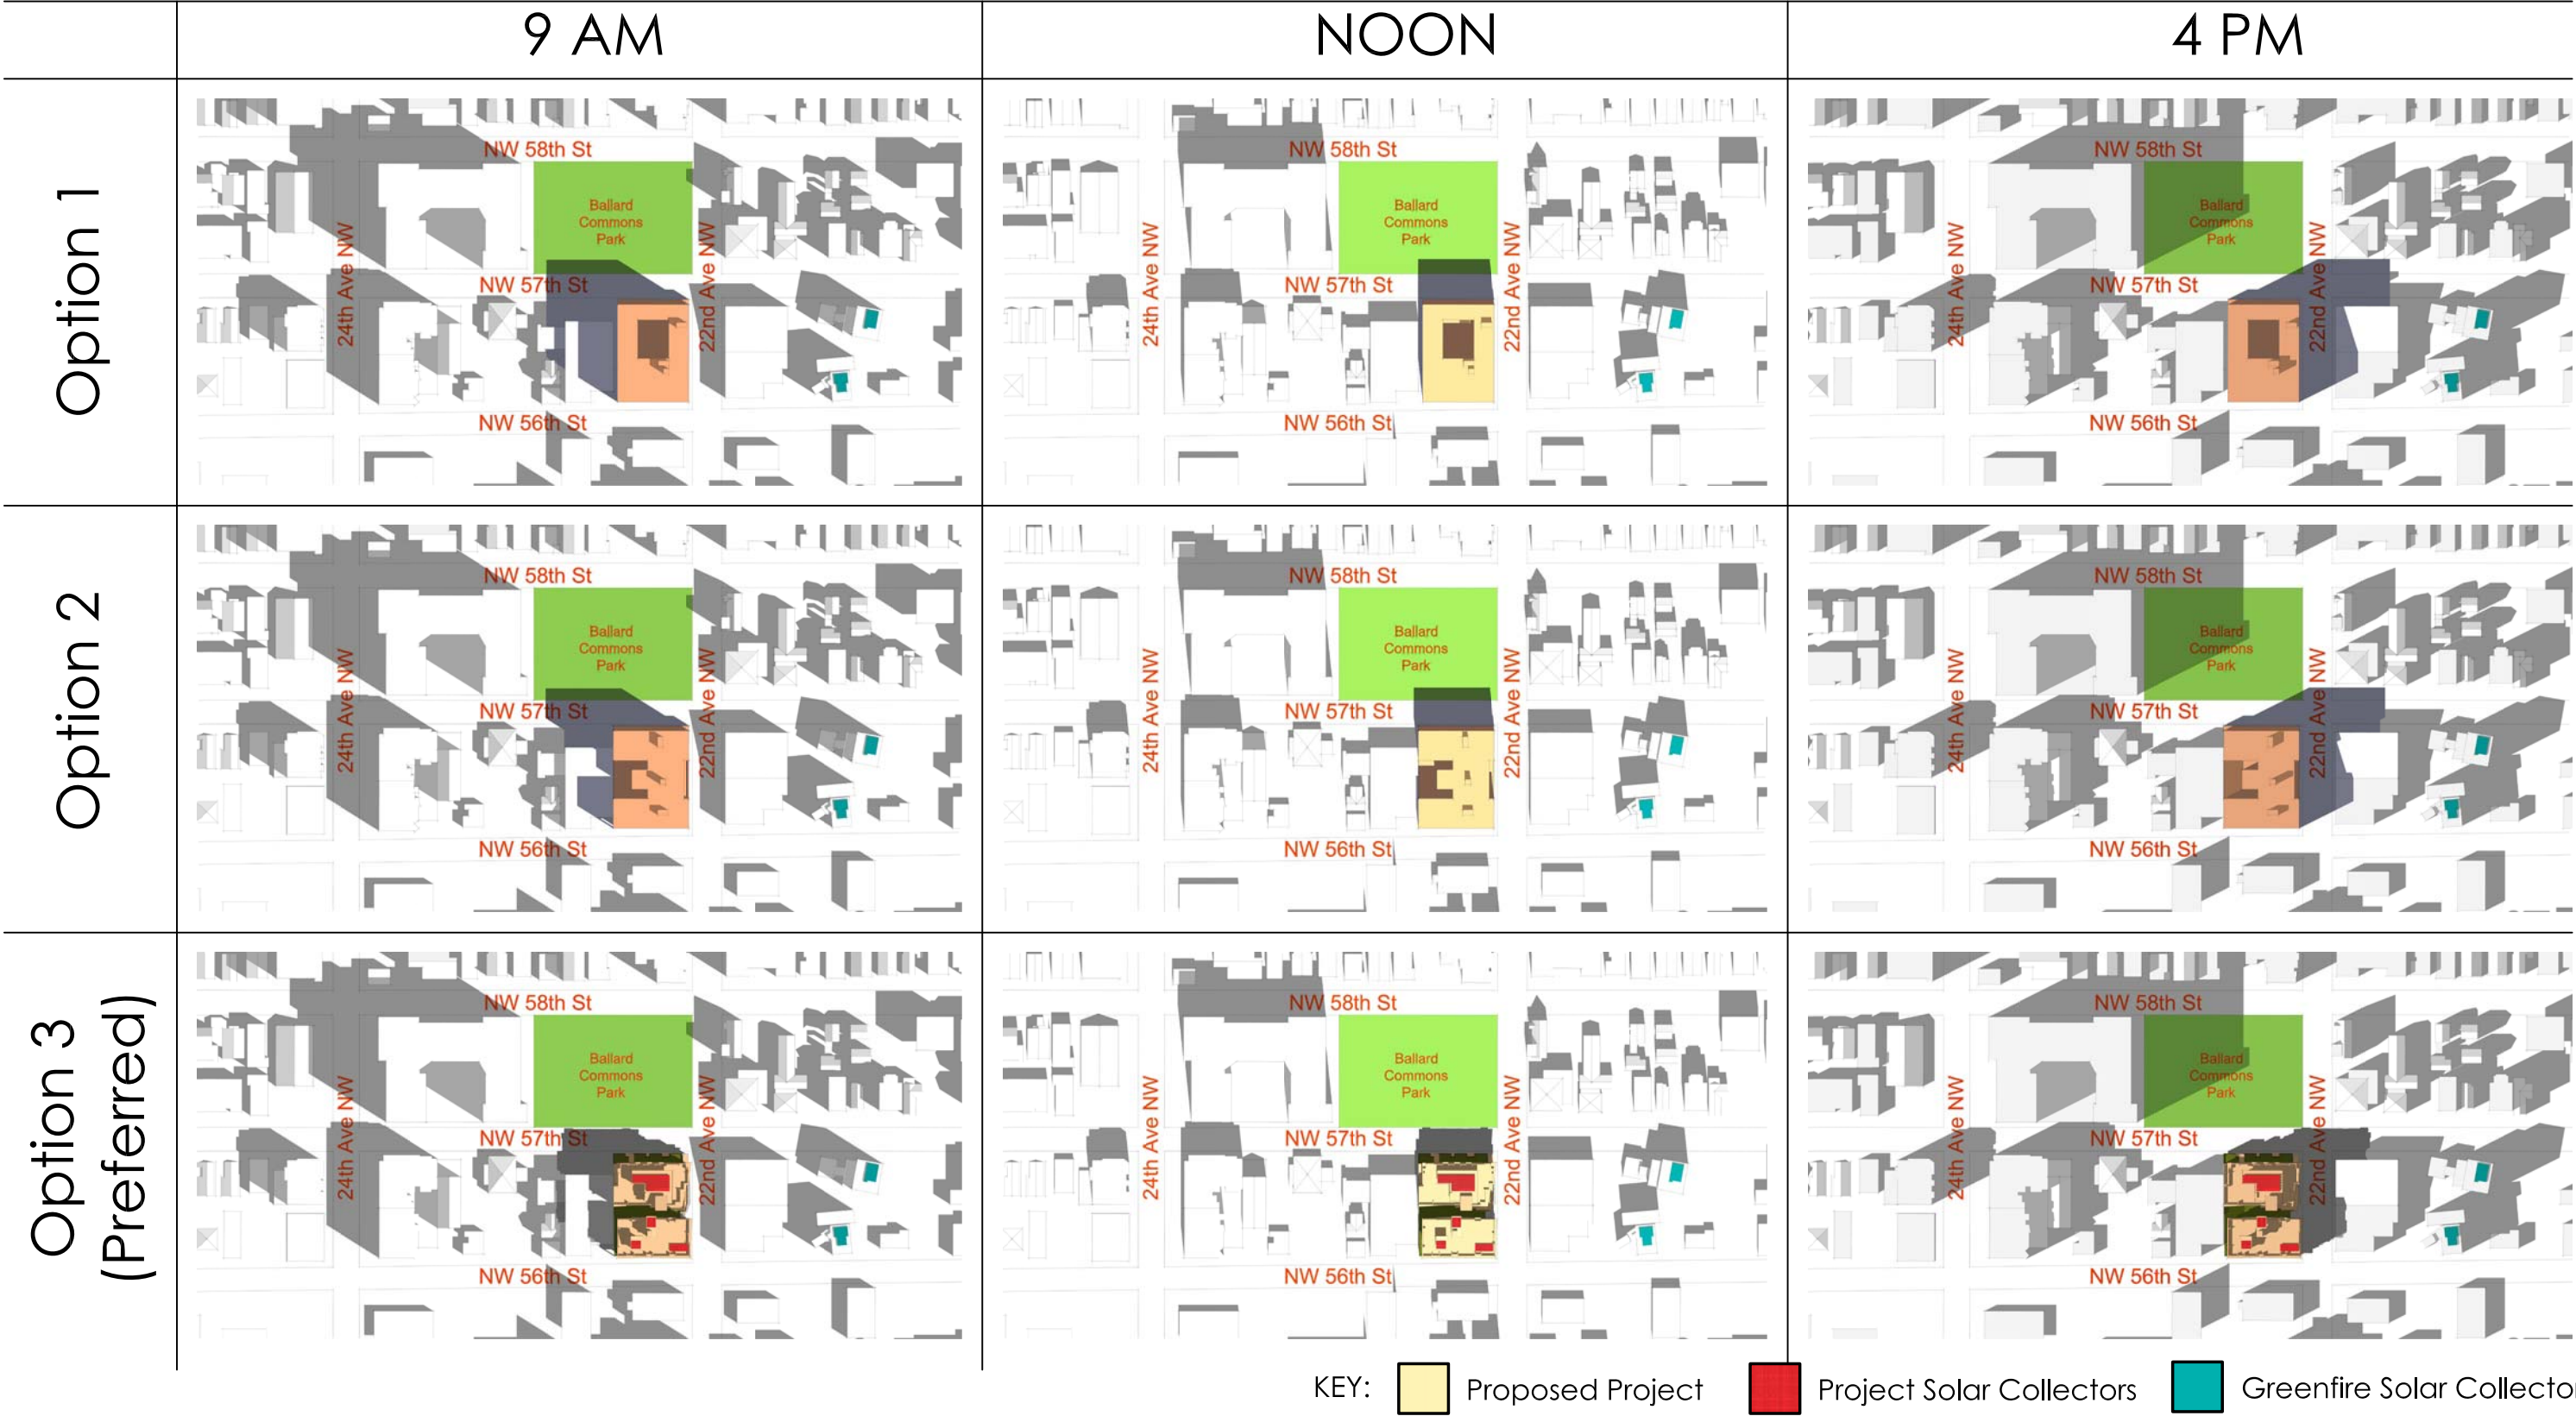 9 AM
NOON
4 PM
Option 1
NW 58th St
Ballard
Commons
Park
24th Ave NW
22nd Ave NW
NW 57th St
NW 56th St
NW 58th St
Ballard
Commons
Park
24th Ave NW
22nd Ave NW
NW 57th St
NW 56th St
NW 58th St
Ballard
Commons
Park
24th Ave NW
22nd Ave NW
NW 57th St
NW 56th St
Option 2
NW 58th St
Ballard
Commons
Park
24th Ave NW
22nd Ave NW
NW 57th St
NW 56th St
NW 58th St
Ballard
Commons
Park
24th Ave NW
22nd Ave NW
NW 57th St
NW 56th St
NW 58th St
Ballard
Commons
Park
24th Ave NW
22nd Ave NW
NW 57th St
NW 56th St
Option 3
(Preferred)
NW 58th St
Ballard
Commons
Park
24th Ave NW
22nd Ave NW
NW 57th St
NW 56th St
NW 58th St
Ballard
Commons
Park
24th Ave NW
22nd Ave NW
NW 57th St
NW 56th St
NW 58th St
Ballard
Commons
Park
24th Ave NW
22nd Ave NW
NW 57th St
NW 56th St
KEY:
Proposed Project
Project Solar Collectors
Greenfire Solar Collecto